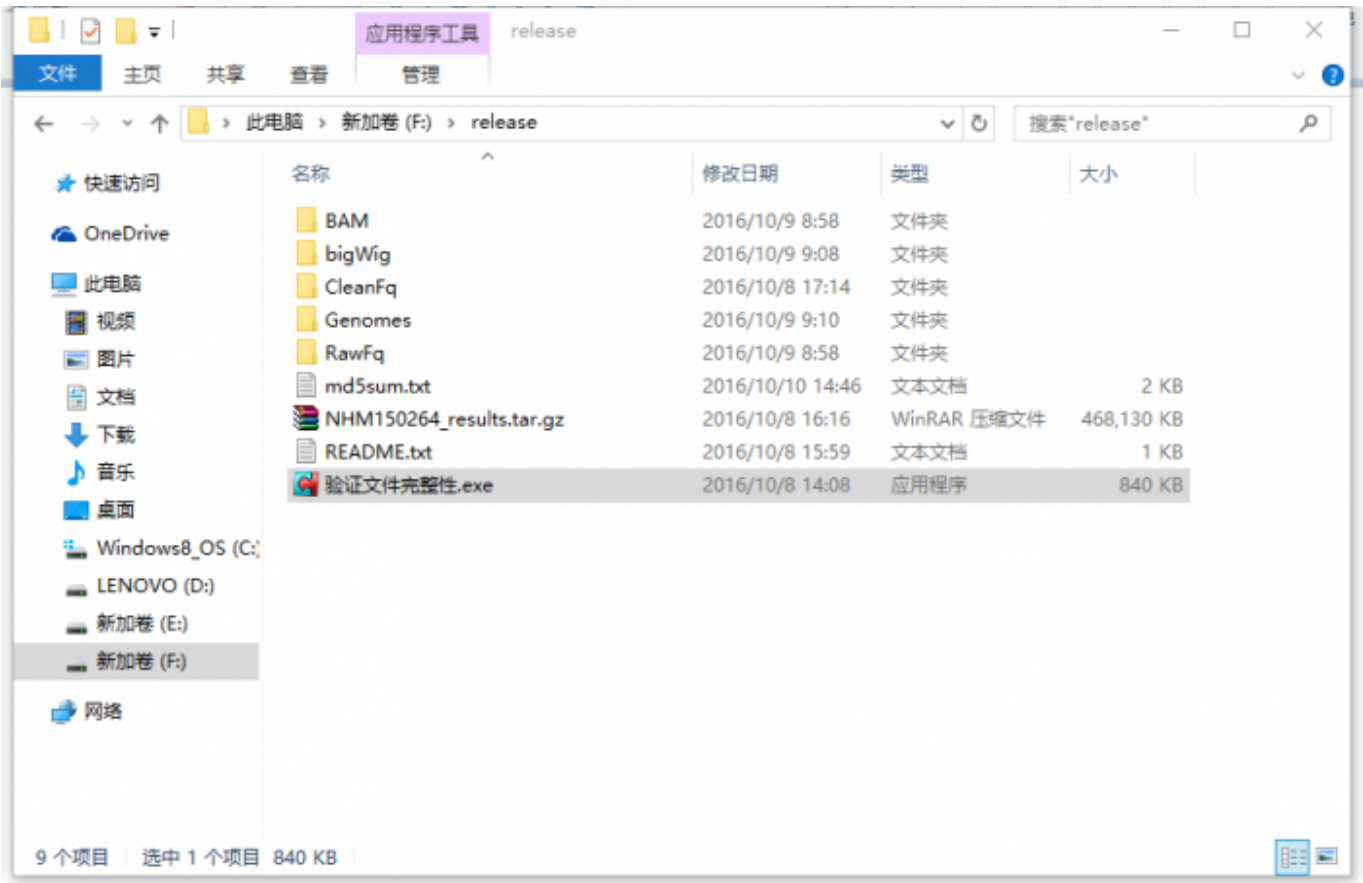 应用程序工具 release
文件 主页 共享 查看 管理
此电脑 › 新加卷 (F:) › release 搜索"release"
名称 修改日期 类型 大小
快速访问
OneDrive
此电脑
视频
图片
文档
下载
音乐
桌面
Windows8_OS (C:)
LENOVO (D:)
新加卷 (E:)
新加卷 (F:)
网络
BAM 2016/10/9 8:58 文件夹
bigWig 2016/10/9 9:08 文件夹
CleanFq 2016/10/8 17:14 文件夹
Genomes 2016/10/9 9:10 文件夹
RawFq 2016/10/9 8:58 文件夹
md5sum.txt 2016/10/10 14:46 文本文档 2 KB
NHM150264_results.tar.gz 2016/10/8 16:16 WinRAR 压缩文件 468,130 KB
README.txt 2016/10/8 15:59 文本文档 1 KB
验证文件完整性.exe 2016/10/8 14:08 应用程序 840 KB
9 个项目 选中 1 个项目 840 KB